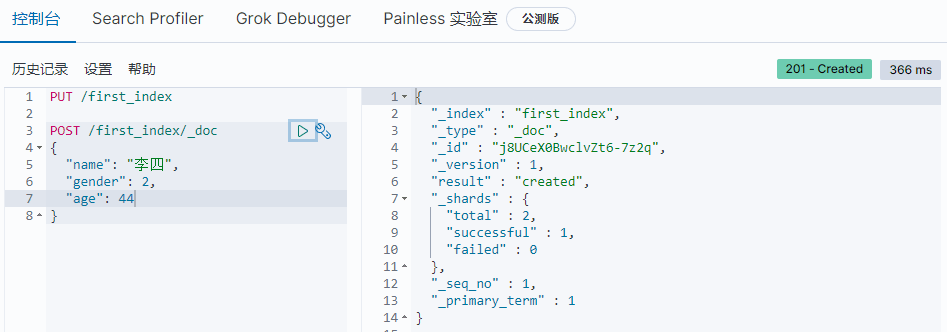 控制台 Search Profiler Grok Debugger Painless 实验室 公测版
历史记录 设置 帮助 201 - Created 366 ms
1 PUT /first_index
2
3 POST /first_index/_doc
4 {
5 "name": "李四",
6 "gender": 2,
7 "age": 44
8 }
1 {
2 "_index" : "first_index",
3 "_type" : "_doc",
4 "_id" : "j8UCeX0BwclvZt6-7z2q",
5 "_version" : 1,
6 "result" : "created",
7 "_shards" : {
8 "total" : 2,
9 "successful" : 1,
10 "failed" : 0
11 },
12 "_seq_no" : 1,
13 "_primary_term" : 1
14 }